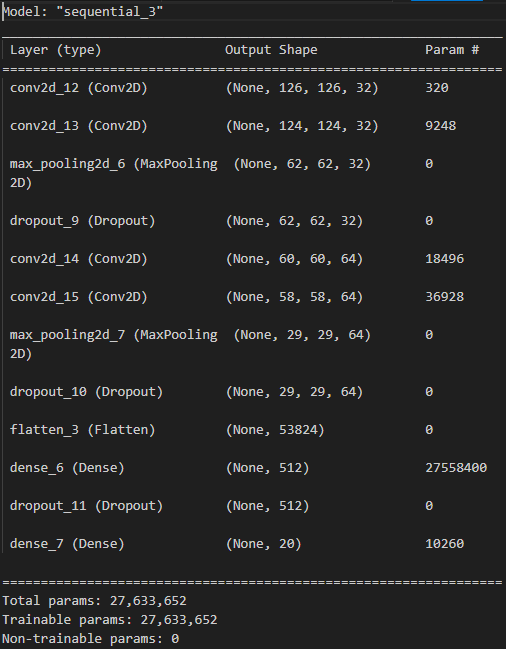 Model: "sequential_3"
_________________________________________________________________
Layer (type) Output Shape Param #
=================================================================
conv2d_12 (Conv2D) (None, 126, 126, 32) 320
conv2d_13 (Conv2D) (None, 124, 124, 32) 9248
max_pooling2d_6 (MaxPooling (None, 62, 62, 32) 0
2D)
dropout_9 (Dropout) (None, 62, 62, 32) 0
conv2d_14 (Conv2D) (None, 60, 60, 64) 18496
conv2d_15 (Conv2D) (None, 58, 58, 64) 36928
max_pooling2d_7 (MaxPooling (None, 29, 29, 64) 0
2D)
dropout_10 (Dropout) (None, 29, 29, 64) 0
flatten_3 (Flatten) (None, 53824) 0
dense_6 (Dense) (None, 512) 27558400
dropout_11 (Dropout) (None, 512) 0
dense_7 (Dense) (None, 20) 10260
=================================================================
Total params: 27,633,652
Trainable params: 27,633,652
Non-trainable params: 0